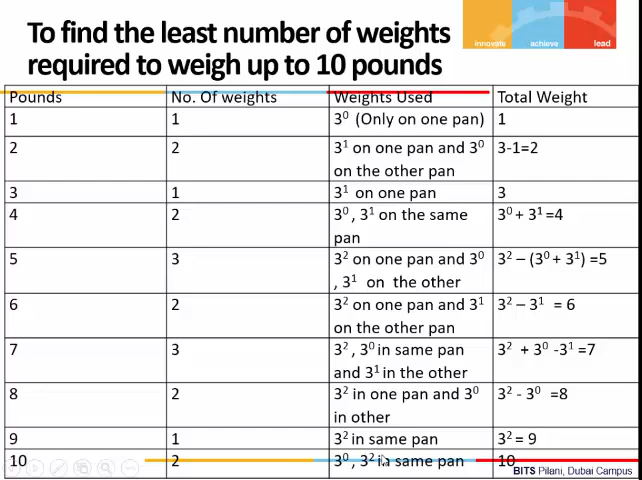 To find the least number of weights
required to weigh up to 10 pounds
innovate achieve lead
Pounds No. Of weights Weights Used Total Weight
1 1 3⁰ (Only on one pan) 1
2 2 3¹ on one pan and 3⁰ 3-1=2
on the other pan
3 1 3¹ on one pan 3
4 2 3⁰ , 3¹ on the same 3⁰ + 3¹ =4
pan
5 3 3² on one pan and 3⁰ 3² – (3⁰ + 3¹) =5
, 3¹ on the other
6 2 3² on one pan and 3¹ 3² – 3¹ = 6
on the other pan
7 3 3² , 3⁰ in same pan 3² + 3⁰ -3¹ =7
and 3¹ in the other
8 2 3² in one pan and 3⁰ 3² - 3⁰ =8
in other
9 1 3² in same pan 3² = 9
10 2 3⁰ , 3² in same pan 10
BITS Pilani, Dubai Campus